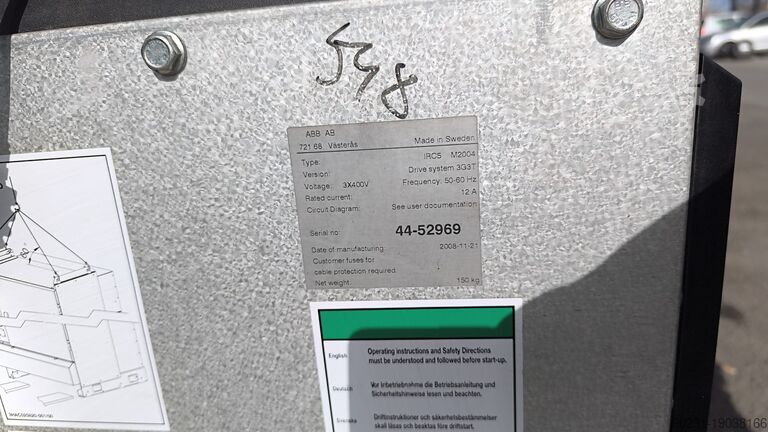 ABB AB
721 68 Västerås Made in Sweden
Type: IRC5 M2004
Version: Drive system 3G3T
Voltage: 3X400V Frequency: 50-60 Hz
Rated current: 12 A
Circuit Diagram: See user documentation
Serial no: 44-52969
Date of manufacturing: 2008-11-21
Customer fuses for
cable protection required
Net weight: 150 kg
English Operating instructions and Safety Directions
must be understood and followed before start-up.
Deutsch Vor Inbetriebnahme die Betriebsanleitung und
Sicherheitshinweise lesen und beachten.
Svenska Driftinstruktioner och säkerhetsbestämmelser
skall läsas och beaktas före driftstart.